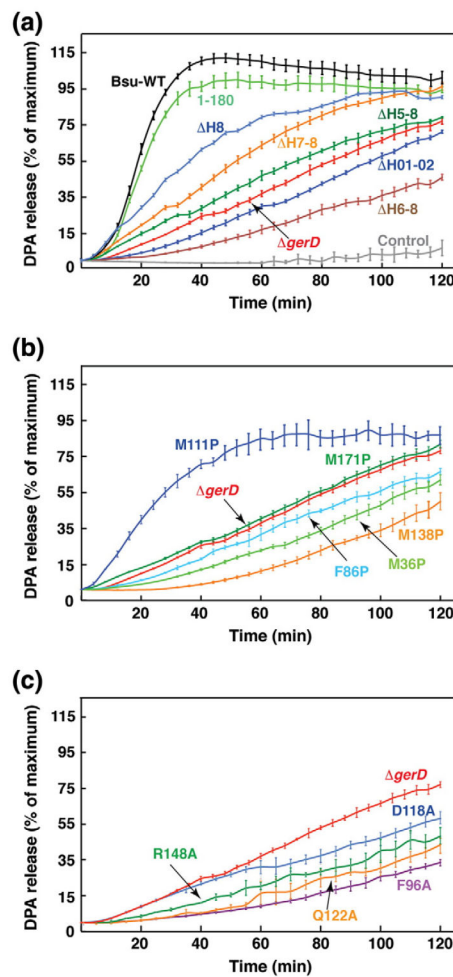 (a)
DPA release (% of maximum)
115
95
75
55
35
15
0
Bsu-WT
1-180
ΔH8
ΔH7-8
ΔH5-8
ΔH01-02
ΔgerD
ΔH6-8
Control
20 40 60 80 100 120
Time (min)
(b)
DPA release (% of maximum)
115
95
75
55
35
15
0
M111P
M171P
ΔgerD
F86P
M36P
M138P
20 40 60 80 100 120
Time (min)
(c)
DPA release (% of maximum)
115
95
75
55
35
15
0
ΔgerD
D118A
R148A
Q122A
F96A
20 40 60 80 100 120
Time (min)